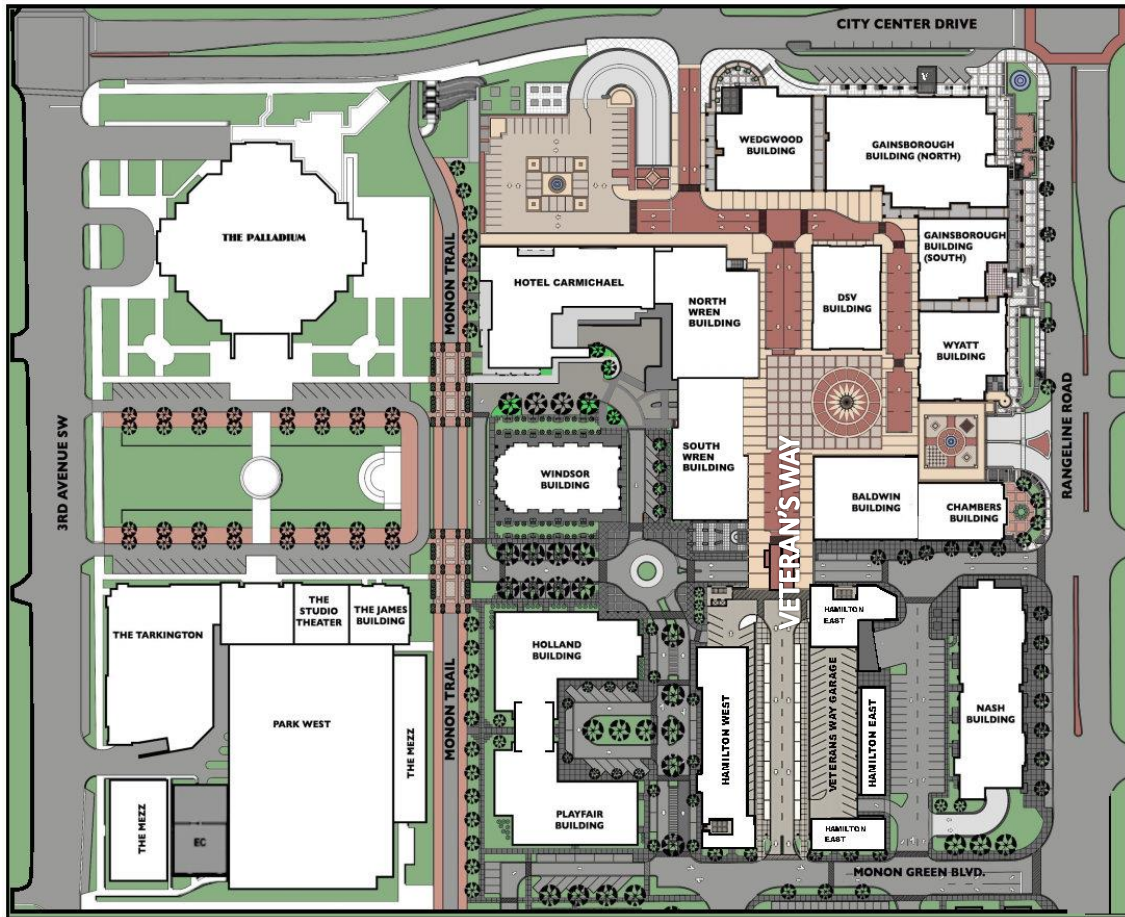 CITY CENTER DRIVE
V
WEDGWOOD
BUILDING
GAINSBOROUGH
BUILDING (NORTH)
THE PALLADIUM
MONON TRAIL
GAINSBOROUGH
BUILDING
(SOUTH)
HOTEL CARMICHAEL
NORTH
WREN
BUILDING
DSV
BUILDING
WYATT
BUILDING
3RD AVENUE SW
RANGELINE ROAD
WINDSOR
BUILDING
SOUTH
WREN
BUILDING
VETERAN'S WAY
BALDWIN
BUILDING
CHAMBERS
BUILDING
THE TARKINGTON
THE
STUDIO
THEATER
THE JAMES
BUILDING
HOLLAND
BUILDING
HAMILTON
EAST
PARK WEST
MONON TRAIL
THE MEZZ
HAMILTON WEST
VETERANS WAY GARAGE
HAMILTON EAST
NASH
BUILDING
THE MEZZ
EC
PLAYFAIR
BUILDING
HAMILTON
EAST
MONON GREEN BLVD.